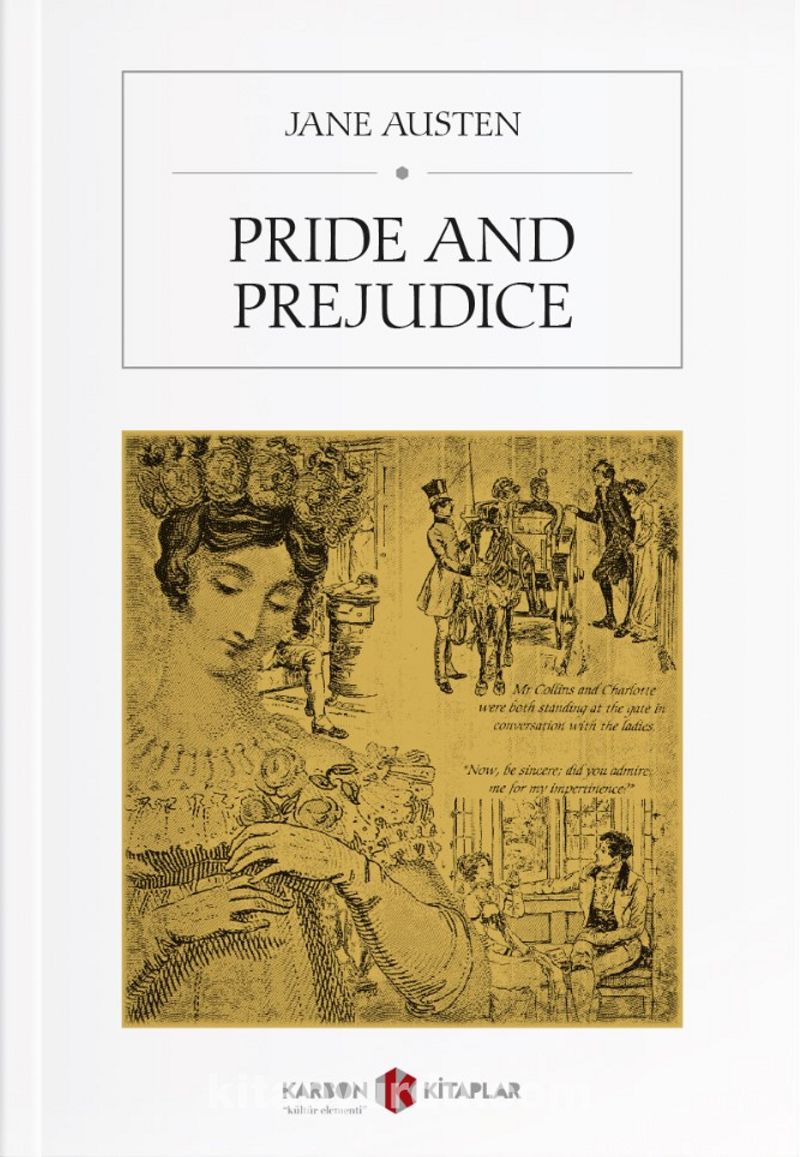 JANE AUSTEN
PRIDE AND
PREJUDICE
Mr Collins and Charlotte
were both standing at the gate in
conversation with the ladies.
"Now, be sincere; did you admire
me for my impertinence?"
KARBON KİTAPLAR
"kültür elementi"